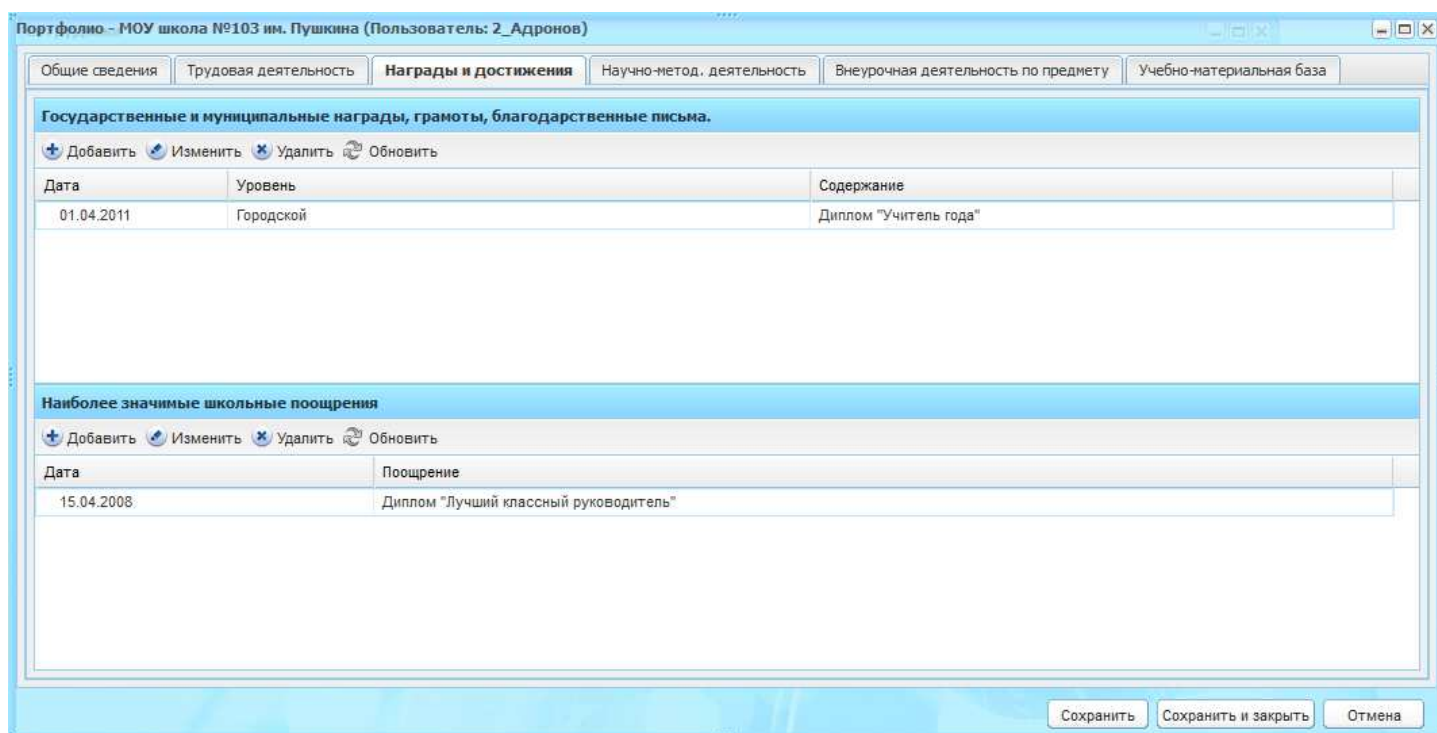 Портфолио - МОУ школа №103 им. Пушкина (Пользователь: 2_Адронов)
Общие сведения Трудовая деятельность Награды и достижения Научно-метод. деятельность Внеурочная деятельность по предмету Учебно-материальная база
Государственные и муниципальные награды, грамоты, благодарственные письма.
Добавить Изменить Удалить Обновить
Дата Уровень Содержание
01.04.2011 Городской Диплом "Учитель года"
Наиболее значимые школьные поощрения
Добавить Изменить Удалить Обновить
Дата Поощрение
15.04.2008 Диплом "Лучший классный руководитель"
Сохранить Сохранить и закрыть Отмена